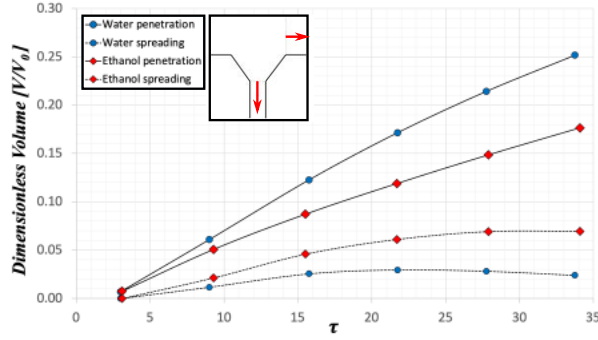 0.30
0.25
0.20
0.15
0.10
0.05
0.00
Dimensionless Volume [V/V₀]
Water penetration
Water spreading
Ethanol penetration
Ethanol spreading
0 5 10 15 20 25 30 35
τ